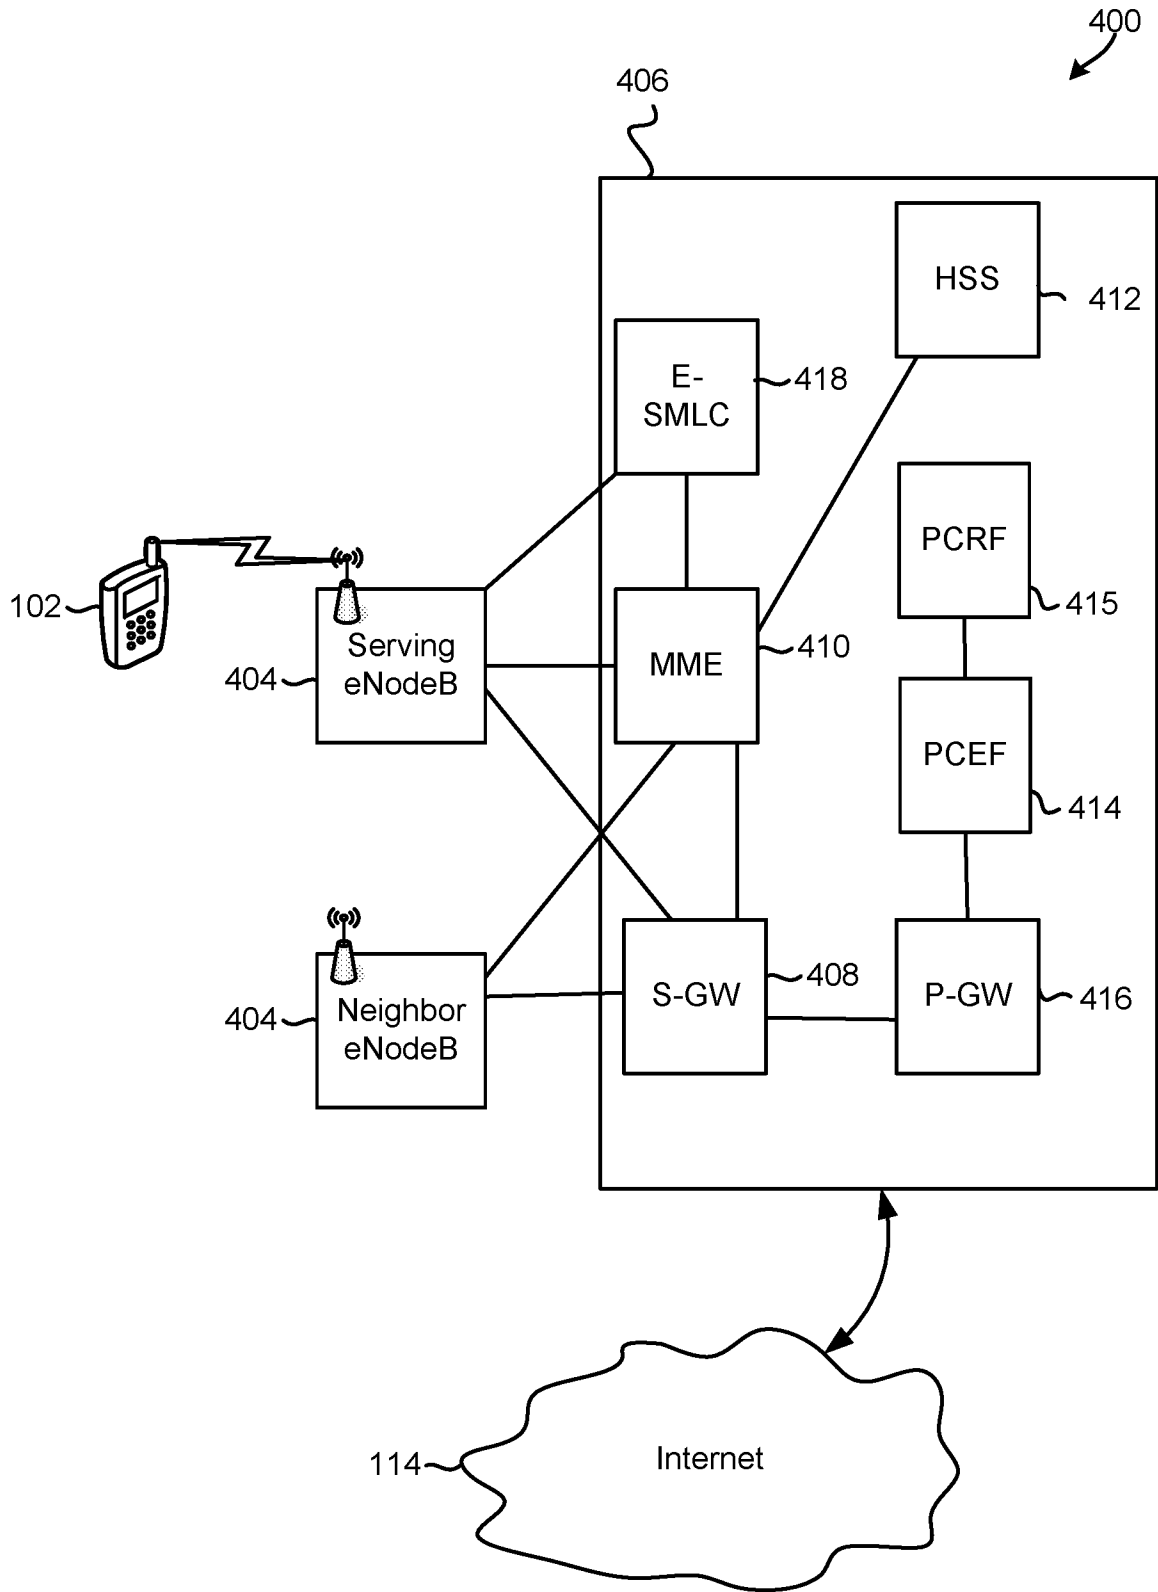 400
406
HSS
412
E-
SMLC
418
PCRF
415
102
Serving
eNodeB
404
MME
410
PCEF
414
Neighbor
eNodeB
404
S-GW
408
P-GW
416
Internet
114